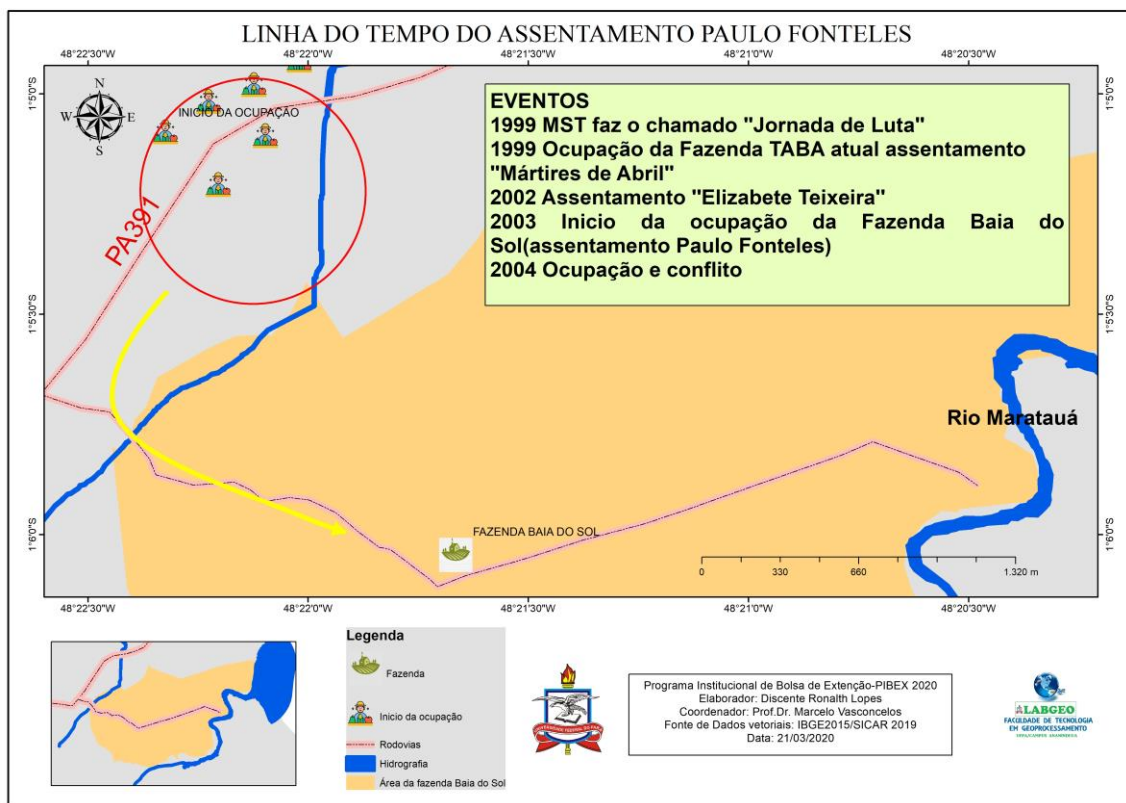 LINHA DO TEMPO DO ASSENTAMENTO PAULO FONTELES
48°22'30"W
48°22'0"W
48°21'30"W
48°21'0"W
48°20'30"W
1°5'0"S
1°5'30"S
1°6'0"S
1°5'0"S
1°5'30"S
1°6'0"S
N
W
E
S
INICIO DA OCUPAÇÃO
PA391
EVENTOS
1999 MST faz o chamado "Jornada de Luta"
1999 Ocupação da Fazenda TABA atual assentamento
"Mártires de Abril"
2002 Assentamento "Elizabete Teixeira"
2003 Inicio da ocupação da Fazenda Baia do
Sol(assentamento Paulo Fonteles)
2004 Ocupação e conflito
Rio Maratauá
FAZENDA BAIA DO SOL
0 330 660 1.320 m
48°22'30"W
48°22'0"W
48°21'30"W
48°21'0"W
48°20'30"W
Legenda
Fazenda
Inicio da ocupação
Rodovias
Hidrografia
Área da fazenda Baia do Sol
UNIVERSIDADE FEDERAL DO PARÁ
Programa Institucional de Bolsa de Extenção-PIBEX 2020
Elaborador: Discente Ronalth Lopes
Coordenador: Prof.Dr. Marcelo Vasconcelos
Fonte de Dados vetoriais: IBGE2015/SICAR 2019
Data: 21/03/2020
LABGEO
FACULDADE DE TECNOLOGIA
EM GEOPROCESSAMENTO